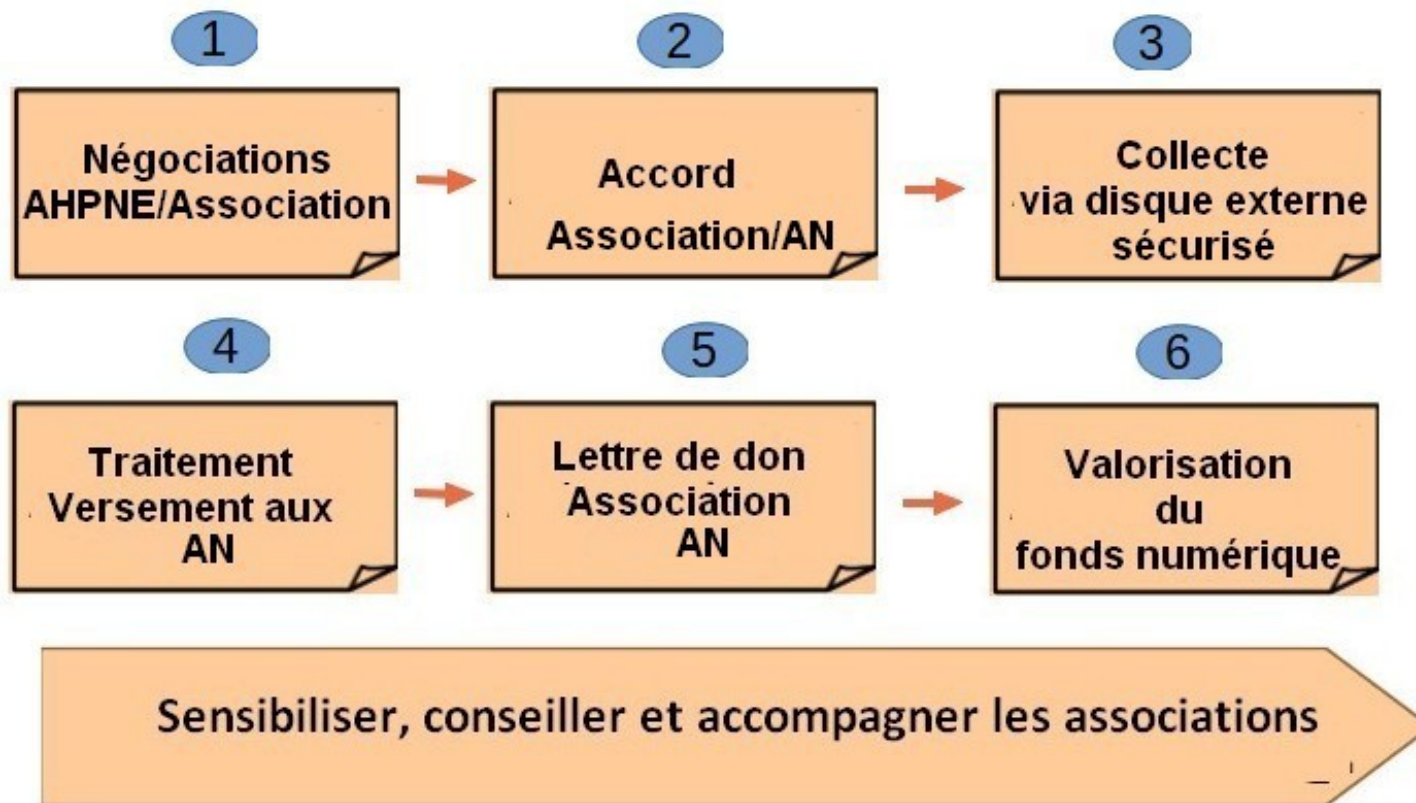 1
2
3
Négociations
AHPNE/Association
Accord
Association/AN
Collecte
via disque externe
sécurisé
4
5
6
Traitement
Versement aux
AN
Lettre de don
Association
AN
Valorisation
du
fonds numérique
Sensibiliser, conseiller et accompagner les associations